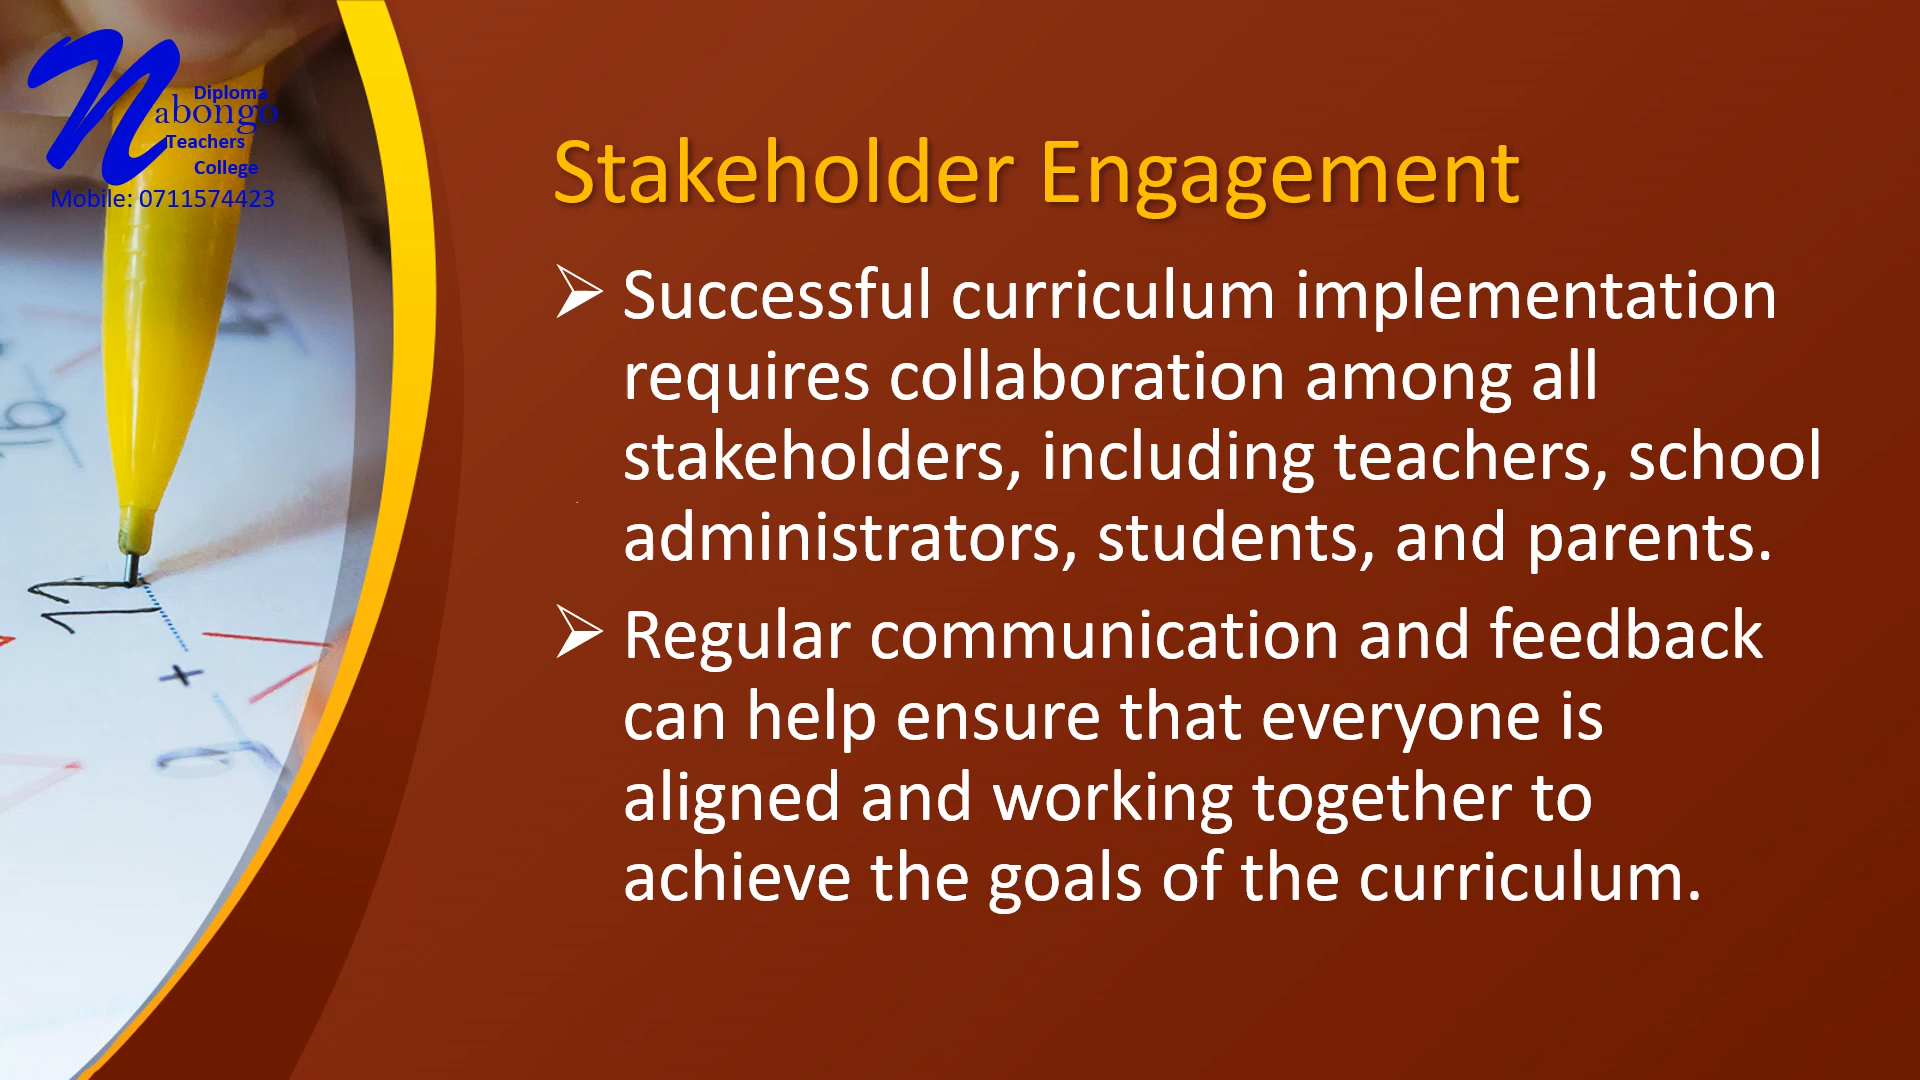 Diploma
Nabongo
Teachers
College
Mobile: 0711574423
Stakeholder Engagement
Successful curriculum implementation
requires collaboration among all
stakeholders, including teachers, school
administrators, students, and parents.
Regular communication and feedback
can help ensure that everyone is
aligned and working together to
achieve the goals of the curriculum.